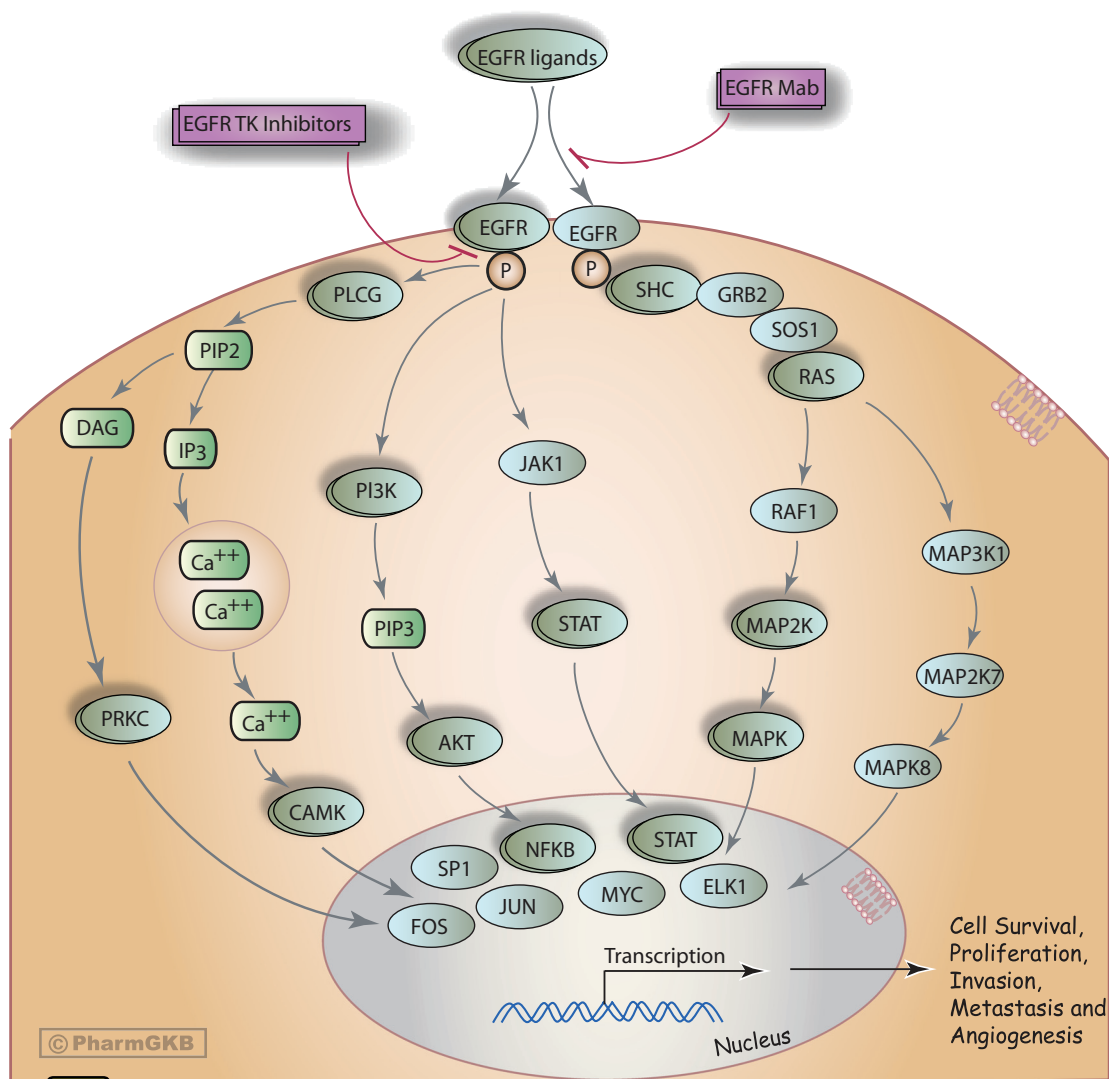 EGFR ligands
EGFR Mab
EGFR TK Inhibitors
EGFR
EGFR
P
P
PLCG
SHC
GRB2
SOS1
PIP2
RAS
DAG
IP3
JAK1
PI3K
RAF1
MAP3K1
Ca++
Ca++
PIP3
STAT
MAP2K
MAP2K7
PRKC
Ca++
AKT
MAPK
MAPK8
CAMK
NFKB
STAT
SP1
MYC
ELK1
JUN
FOS
Transcription
Cell Survival,
Proliferation,
Invasion,
Metastasis and
Angiogenesis
Nucleus
© PharmGKB